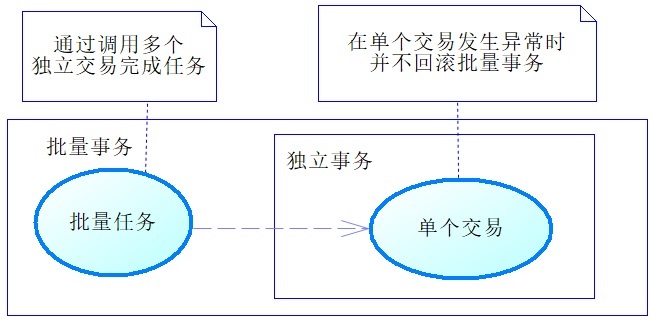 通过调用多个
独立交易完成任务
在单个交易发生异常时
并不回滚批量事务
批量事务
独立事务
批量任务
单个交易